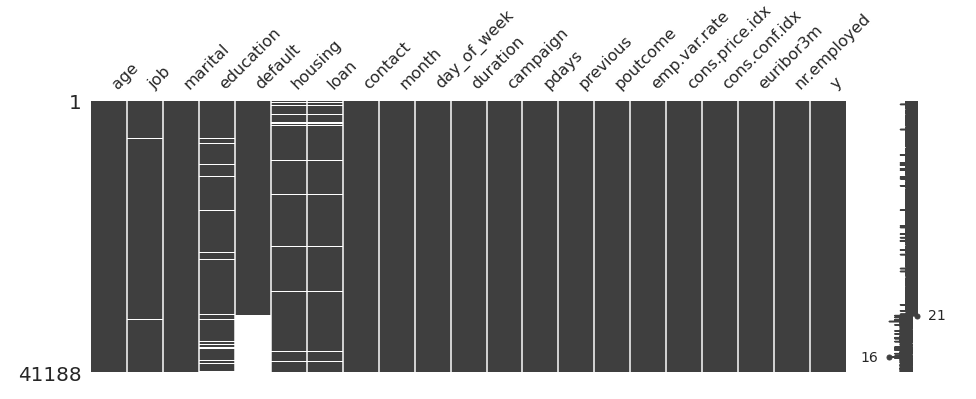 age
job
marital
education
default
housing
loan
contact
month
day_of_week
duration
campaign
pdays
previous
poutcome
emp.var.rate
cons.price.idx
cons.conf.idx
euribor3m
nr.employed
y
1
21
16
41188